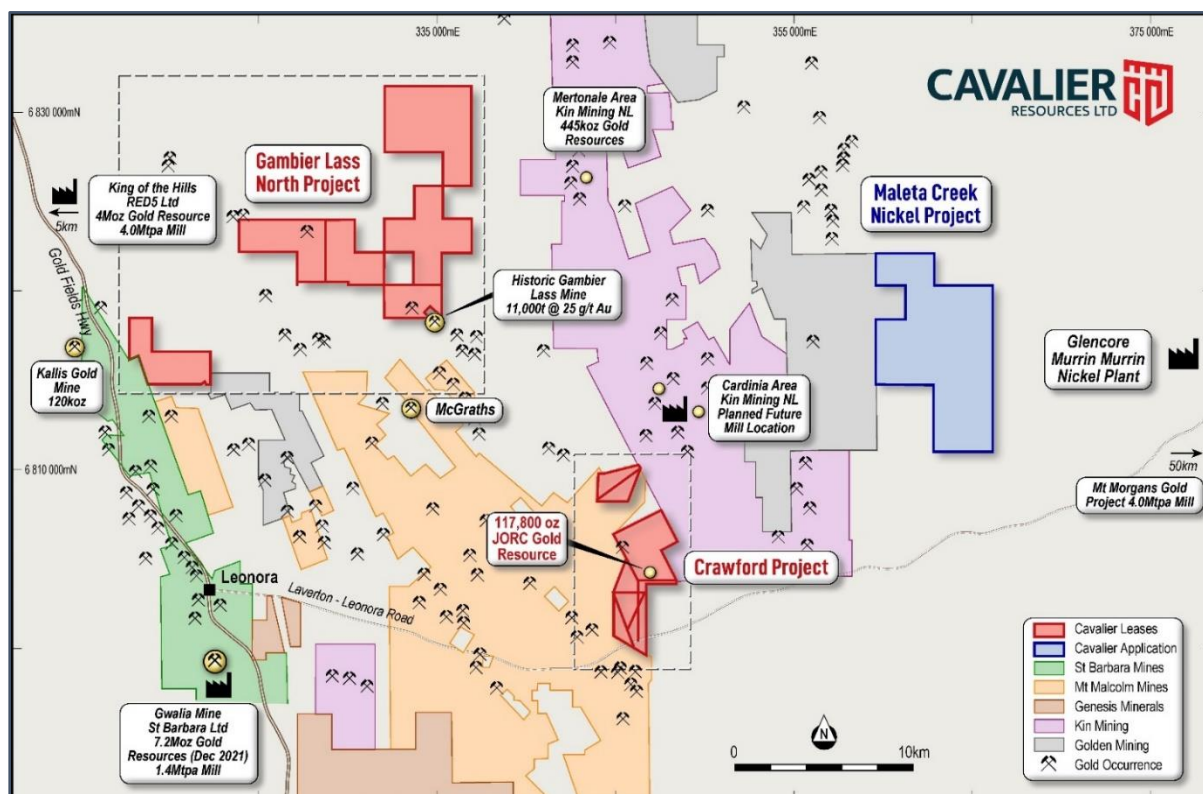 335 000mE
355 000mE
375 000mE
CAVALIER
RESOURCES LTD
6 830 000mN
Mertonale Area
Kin Mining NL
445koz Gold
Resources
Gambier Lass
North Project
King of the Hills
RED5 Ltd
4Moz Gold Resource
4.0Mtpa Mill
5km
Maleta Creek
Nickel Project
Gold Fields Hwy
Historic Gambier
Lass Mine
11,000t @ 25 g/t Au
Kallis Gold
Mine
120koz
McGraths
Cardinia Area
Kin Mining NL
Planned Future
Mill Location
Glencore
Murrin Murrin
Nickel Plant
6 810 000mN
50km
Mt Morgans Gold
Project 4.0Mtpa Mill
117,800 oz
JORC Gold
Resource
Crawford Project
Leonora
Laverton - Leonora Road
Gwalia Mine
St Barbara Ltd
7.2Moz Gold
Resources (Dec 2021)
1.4Mtpa Mill
N
0
10km
Cavalier Leases
Cavalier Application
St Barbara Mines
Mt Malcolm Mines
Genesis Minerals
Kin Mining
Golden Mining
Gold Occurrence